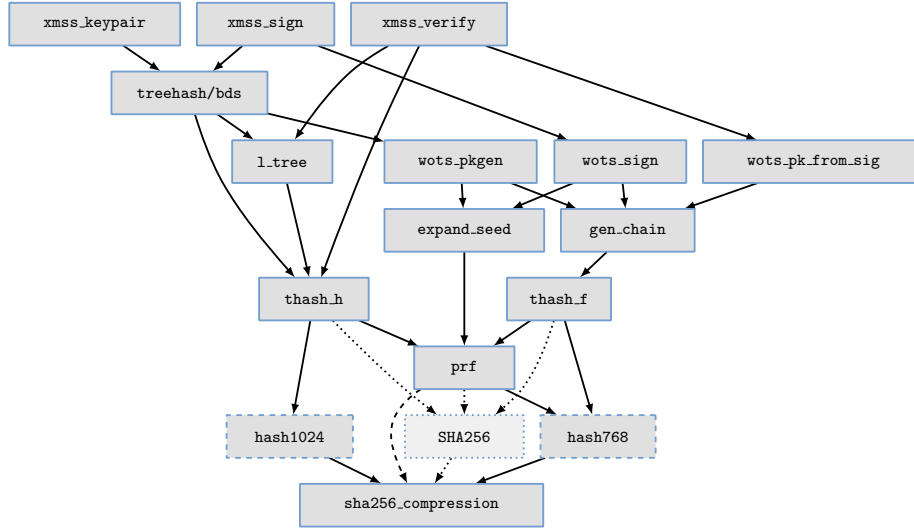 xmss_keypair
xmss_sign
xmss_verify
treehash/bds
l_tree
wots_pkgen
wots_sign
wots_pk_from_sig
expand_seed
gen_chain
thash_h
thash_f
prf
hash1024
SHA256
hash768
sha256_compression